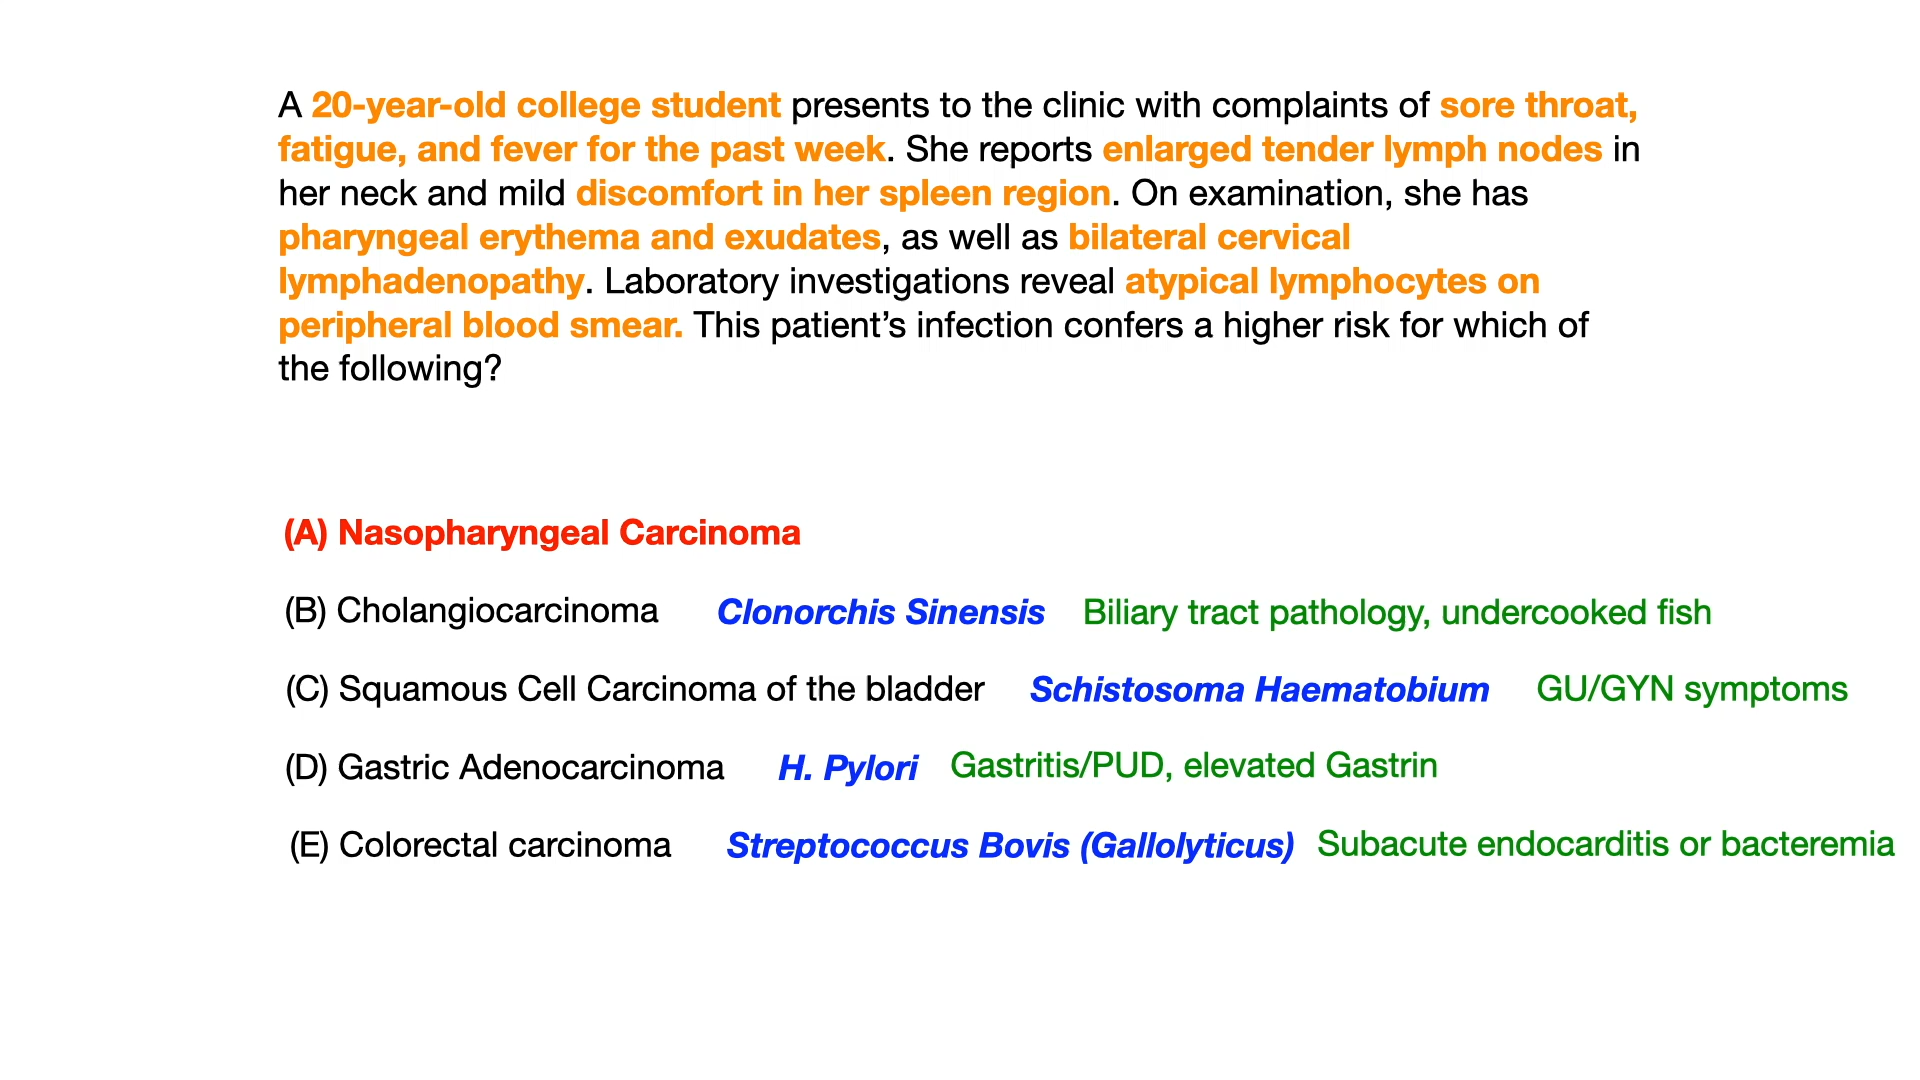 A 20-year-old college student presents to the clinic with complaints of sore throat,
fatigue, and fever for the past week. She reports enlarged tender lymph nodes in
her neck and mild discomfort in her spleen region. On examination, she has
pharyngeal erythema and exudates, as well as bilateral cervical
lymphadenopathy. Laboratory investigations reveal atypical lymphocytes on
peripheral blood smear. This patient’s infection confers a higher risk for which of
the following?
(A) Nasopharyngeal Carcinoma
(B) Cholangiocarcinoma Clonorchis Sinensis Biliary tract pathology, undercooked fish
(C) Squamous Cell Carcinoma of the bladder Schistosoma Haematobium GU/GYN symptoms
(D) Gastric Adenocarcinoma H. Pylori Gastritis/PUD, elevated Gastrin
(E) Colorectal carcinoma Streptococcus Bovis (Gallolyticus) Subacute endocarditis or bacteremia